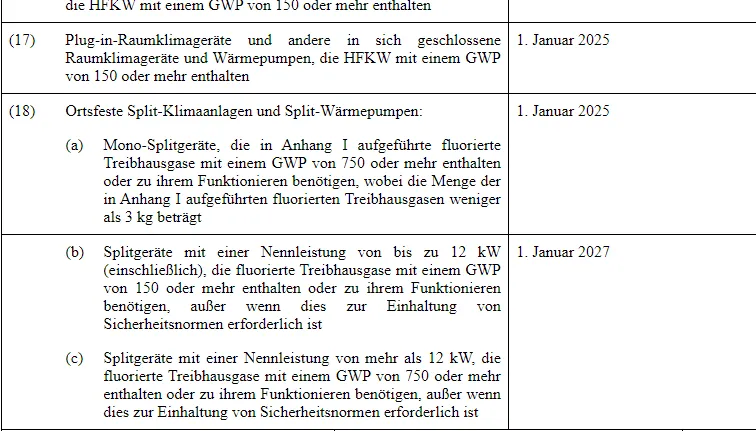 die HFKW mit einem GWP von 150 oder mehr enthalten
(17) Plug-in-Raumklimageräte und andere in sich geschlossene 1. Januar 2025
Raumklimageräte und Wärmepumpen, die HFKW mit einem GWP
von 150 oder mehr enthalten
(18) Ortsfeste Split-Klimaanlagen und Split-Wärmepumpen: 1. Januar 2025
(a) Mono-Splitgeräte, die in Anhang I aufgeführte fluorierte
Treibhausgase mit einem GWP von 750 oder mehr enthalten
oder zu ihrem Funktionieren benötigen, wobei die Menge der
in Anhang I aufgeführten fluorierten Treibhausgasen weniger
als 3 kg beträgt
(b) Splitgeräte mit einer Nennleistung von bis zu 12 kW 1. Januar 2027
(einschließlich), die fluorierte Treibhausgase mit einem GWP
von 150 oder mehr enthalten oder zu ihrem Funktionieren
benötigen, außer wenn dies zur Einhaltung von
Sicherheitsnormen erforderlich ist
(c) Splitgeräte mit einer Nennleistung von mehr als 12 kW, die
fluorierte Treibhausgase mit einem GWP von 750 oder mehr
enthalten oder zu ihrem Funktionieren benötigen, außer wenn
dies zur Einhaltung von Sicherheitsnormen erforderlich ist